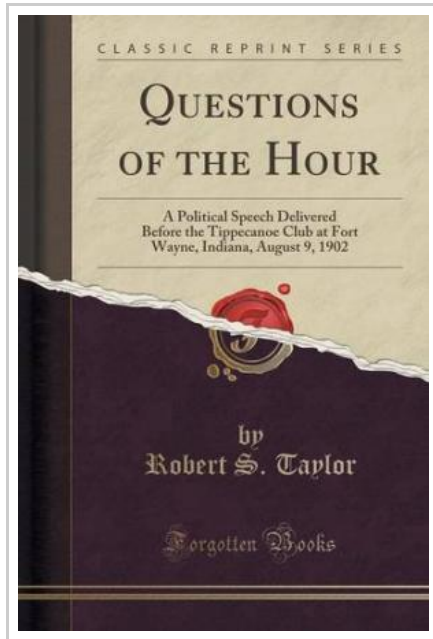 CLASSIC REPRINT SERIES
QUESTIONS
OF THE HOUR
A Political Speech Delivered
Before the Tippecanoe Club at Fort
Wayne, Indiana, August 9, 1902
by
Robert S. Taylor
Forgotten Books